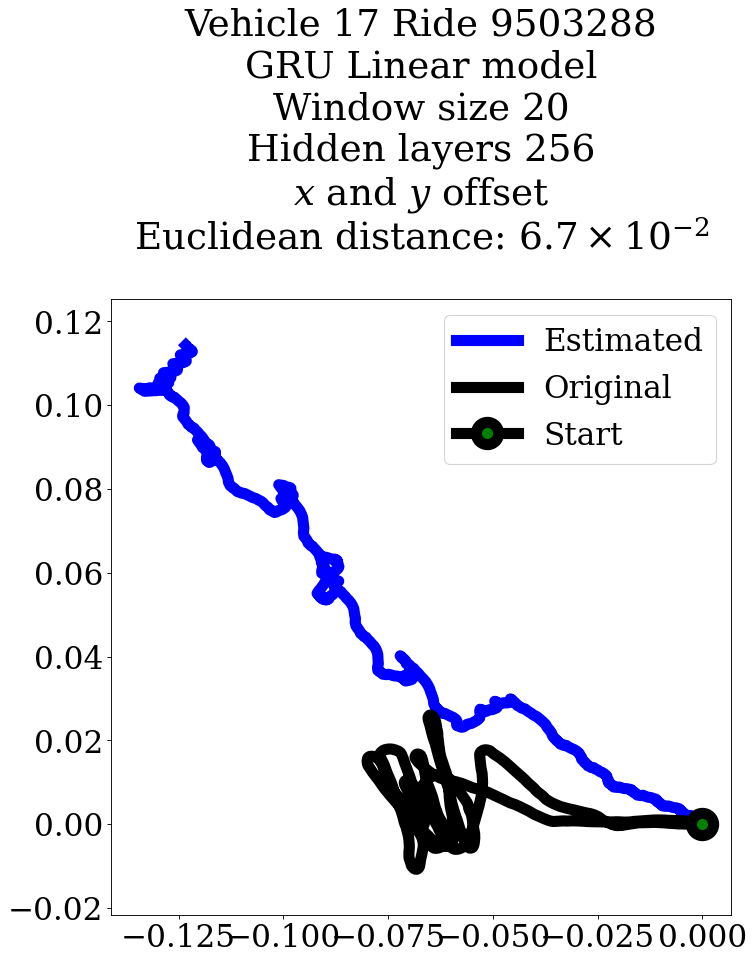 Vehicle 17 Ride 9503288
GRU Linear model
Window size 20
Hidden layers 256
x and y offset
Euclidean distance: 6.7 × 10⁻²
Estimated
Original
Start
0.12
0.10
0.08
0.06
0.04
0.02
0.00
−0.02
−0.125 −0.100 −0.075 −0.050 −0.025 0.000